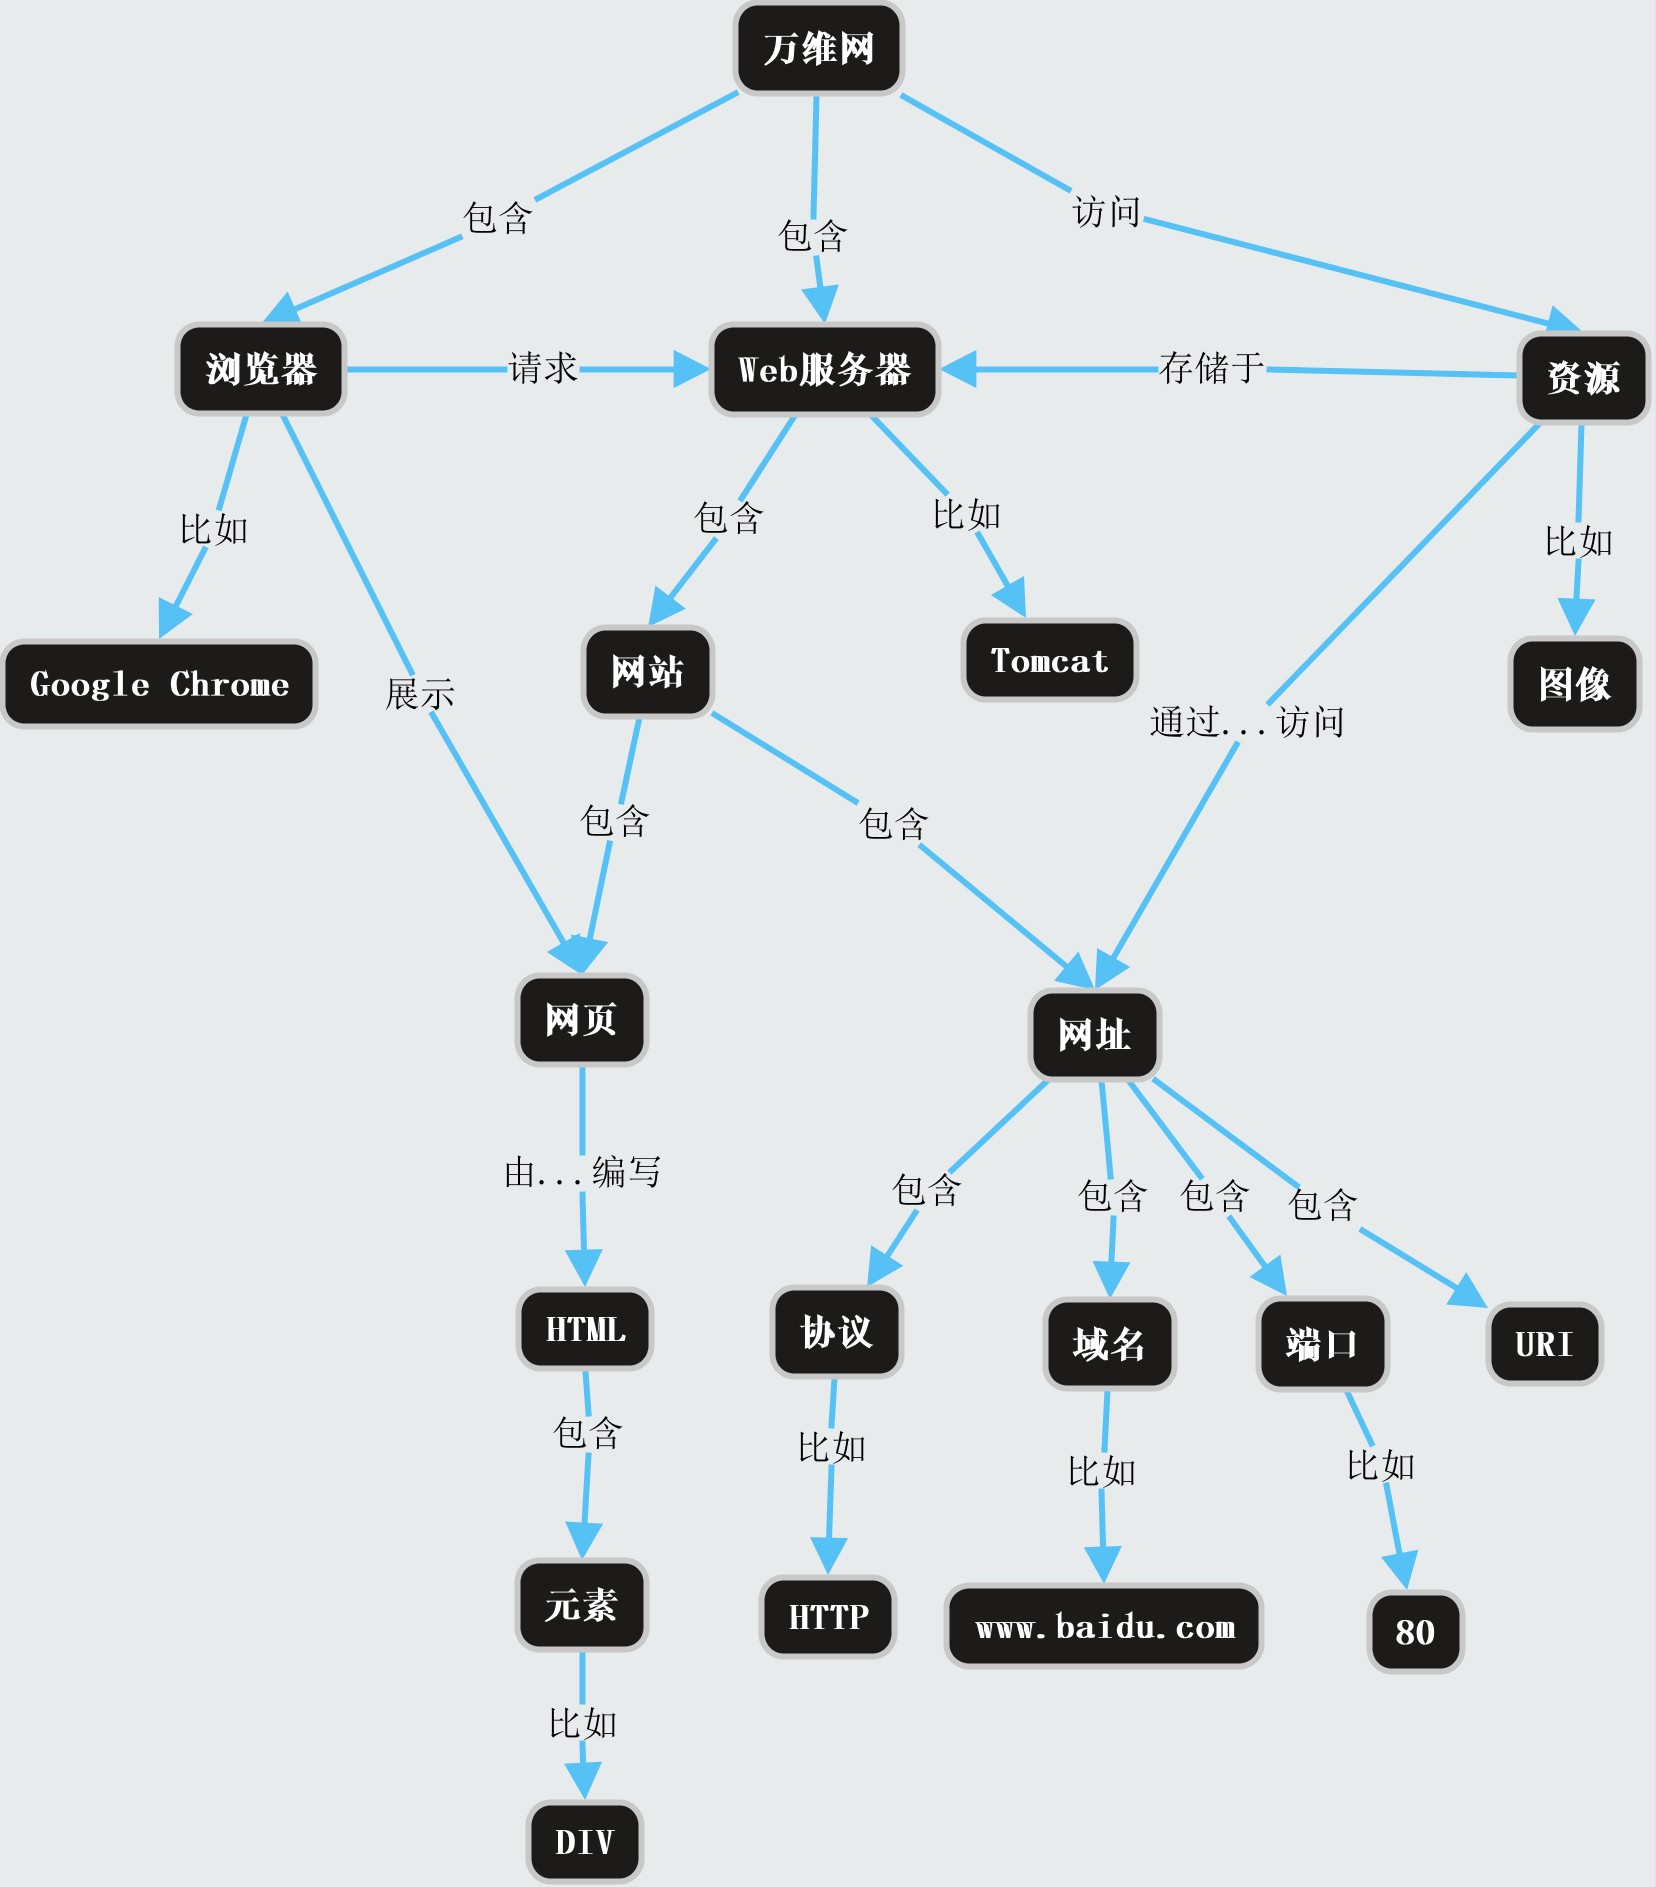 万维网
包含
包含
访问
浏览器
请求
Web服务器
存储于
资源
比如
包含
比如
比如
Google Chrome
展示
网站
Tomcat
通过...访问
图像
包含
包含
网页
网址
由...编写
包含
包含
包含
包含
HTML
协议
域名
端口
URI
包含
比如
比如
比如
元素
HTTP
www.baidu.com
80
比如
DIV